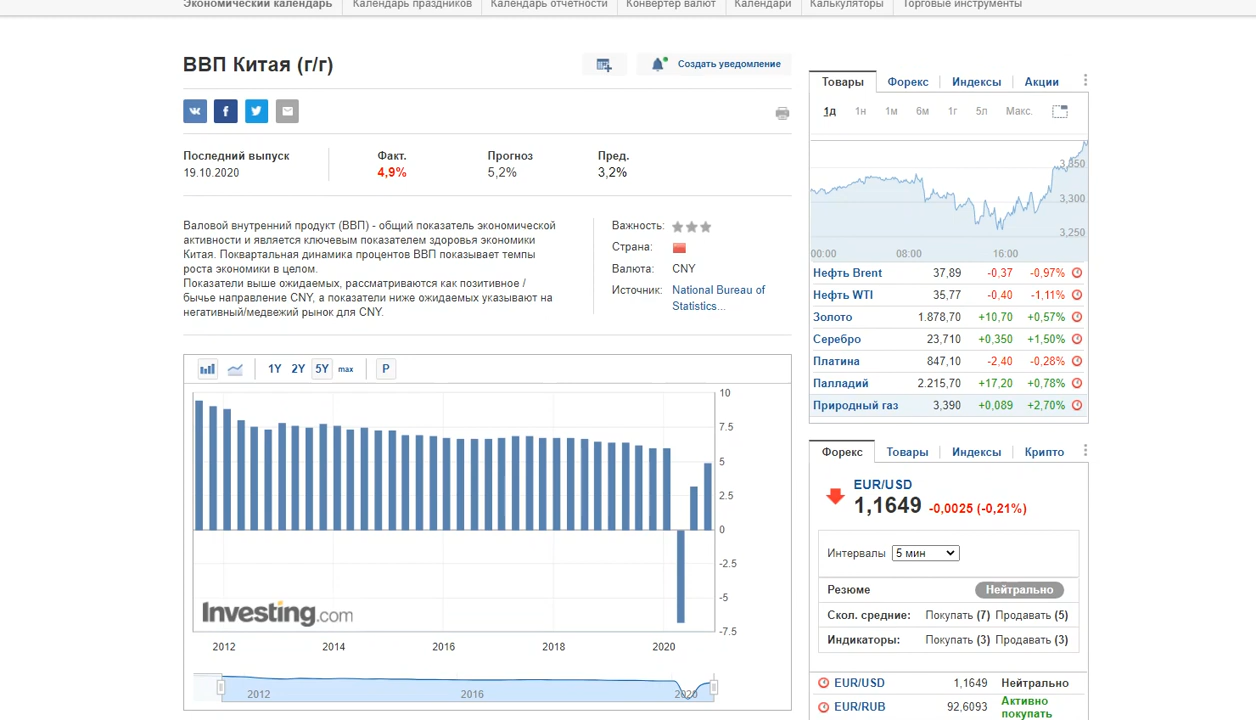 Экономический календарь Календарь праздников Календарь отчетности Конвертер валют Календари Калькуляторы Торговые инструменты
ВВП Китая (г/г)
Создать уведомление
Последний выпуск
19.10.2020
Факт.
4,9%
Прогноз
5,2%
Пред.
3,2%
Валовой внутренний продукт (ВВП) - общий показатель экономической
активности и является ключевым показателем здоровья экономики
Китая. Поквартальная динамика процентов ВВП показывает темпы
роста экономики в целом.
Показатели выше ожидаемых, рассматриваются как позитивное /
бычье направление CNY, а показатели ниже ожидаемых указывают на
негативный/медвежий рынок для CNY.
Важность:
Страна:
Валюта: CNY
Источник: National Bureau of
Statistics...
1Y 2Y 5Y max P
10
7.5
5
2.5
0
-2.5
-5
-7.5
Investing.com
2012 2014 2016 2018 2020
2012 2016 2020
Товары Форекс Индексы Акции
1д 1н 1м 6м 1г 5л Макс.
3,350
3,300
3,250
00:00 08:00 16:00
Нефть Brent 37,89 -0,37 -0,97%
Нефть WTI 35,77 -0,40 -1,11%
Золото 1.878,70 +10,70 +0,57%
Серебро 23,710 +0,350 +1,50%
Платина 847,10 -2,40 -0,28%
Палладий 2.215,70 +17,20 +0,78%
Природный газ 3,390 +0,089 +2,70%
Форекс Товары Индексы Крипто
EUR/USD
1,1649 -0,0025 (-0,21%)
Интервалы 5 мин
Резюме Нейтрально
Скол. средние: Покупать (7) Продавать (5)
Индикаторы: Покупать (3) Продавать (3)
EUR/USD 1,1649 Нейтрально
EUR/RUB 92,6093 Активно
покупать